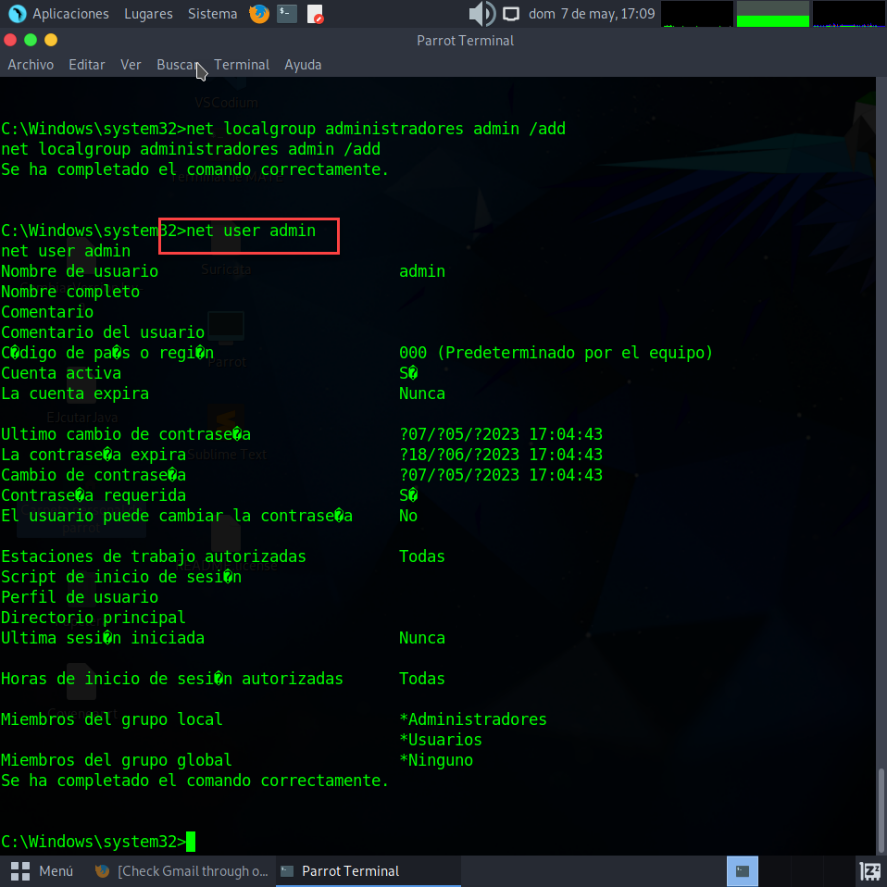 Aplicaciones Lugares Sistema dom 7 de may, 17:09
Parrot Terminal
Archivo Editar Ver Buscar Terminal Ayuda
VSCodium
C:\Windows\system32>net localgroup administradores admin /add
net localgroup administradores admin /add
Se ha completado el comando correctamente.
C:\Windows\system32>net user admin
net user admin
Nombre de usuario admin
Suricata
Nombre completo
Comentario
Comentario del usuario
C�digo de pa�s o regi�n 000 (Predeterminado por el equipo)
Parrot
Cuenta activa S�
La cuenta expira Nunca
EJcutarJava
Ultimo cambio de contrase�a ?07/?05/?2023 17:04:43
La contrase�a expira ?18/?06/?2023 17:04:43
Sublime Text
Cambio de contrase�a ?07/?05/?2023 17:04:43
Contrase�a requerida S�
El usuario puede cambiar la contrase�a No
Estaciones de trabajo autorizadas Todas
Script de inicio de sesi�n
Perfil de usuario
Directorio principal
Ultima sesi�n iniciada Nunca
Horas de inicio de sesi�n autorizadas Todas
Miembros del grupo local *Administradores
*Usuarios
Miembros del grupo global *Ninguno
Se ha completado el comando correctamente.
C:\Windows\system32>
Menú [Check Gmail through o... Parrot Terminal